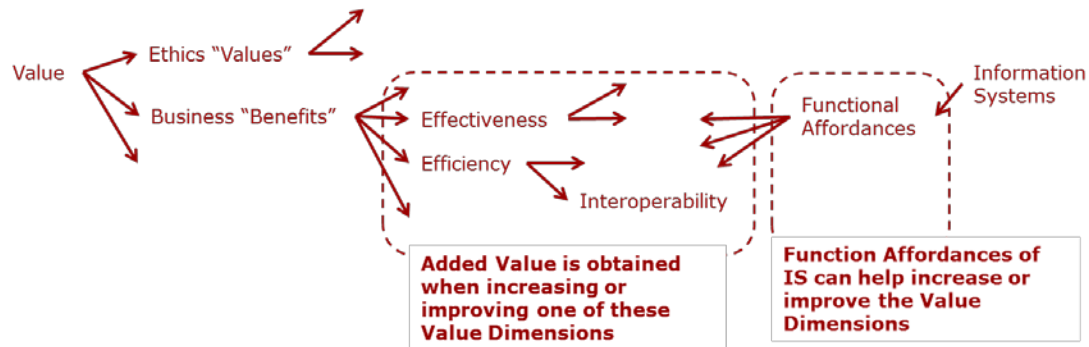 Value
Ethics “Values”
Business “Benefits”
Effectiveness
Efficiency
Interoperability
Functional
Affordances
Information
Systems
Added Value is obtained
when increasing or
improving one of these
Value Dimensions
Function Affordances of
IS can help increase or
improve the Value
Dimensions